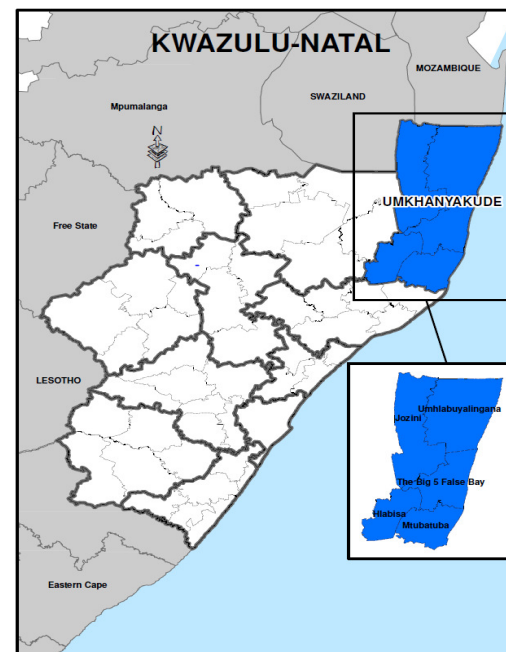 KWAZULU-NATAL
MOZAMBIQUE
SWAZILAND
Mpumalanga
N
UMKHANYAKUDE
Free State
LESOTHO
Umhlabuyalingana
Jozini
The Big 5 False Bay
Hlabisa
Mtubatuba
Eastern Cape